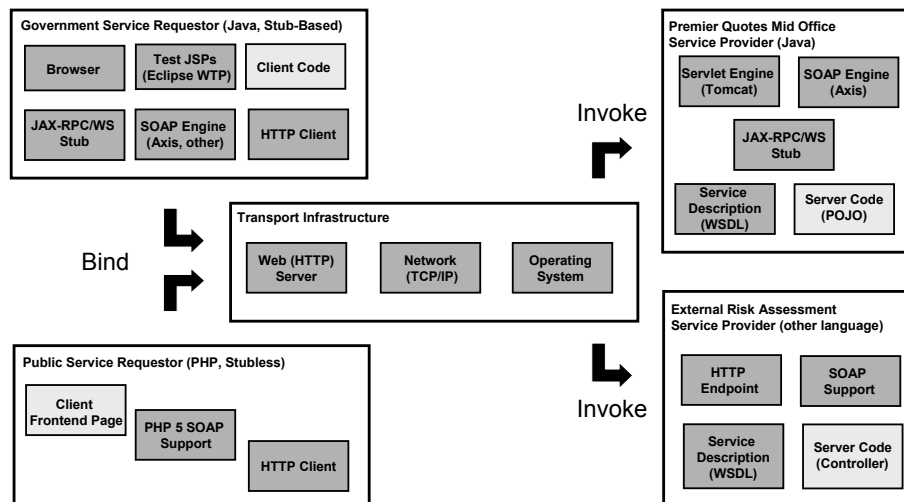 Government Service Requestor (Java, Stub-Based)
Browser
Test JSPs
(Eclipse WTP)
Client Code
JAX-RPC/WS
Stub
SOAP Engine
(Axis, other)
HTTP Client
Bind
Transport Infrastructure
Web (HTTP)
Server
Network
(TCP/IP)
Operating
System
Public Service Requestor (PHP, Stubless)
Client
Frontend Page
PHP 5 SOAP
Support
HTTP Client
Invoke
Premier Quotes Mid Office
Service Provider (Java)
Servlet Engine
(Tomcat)
SOAP Engine
(Axis)
JAX-RPC/WS
Stub
Service
Description
(WSDL)
Server Code
(POJO)
Invoke
External Risk Assessment
Service Provider (other language)
HTTP
Endpoint
SOAP
Support
Service
Description
(WSDL)
Server Code
(Controller)